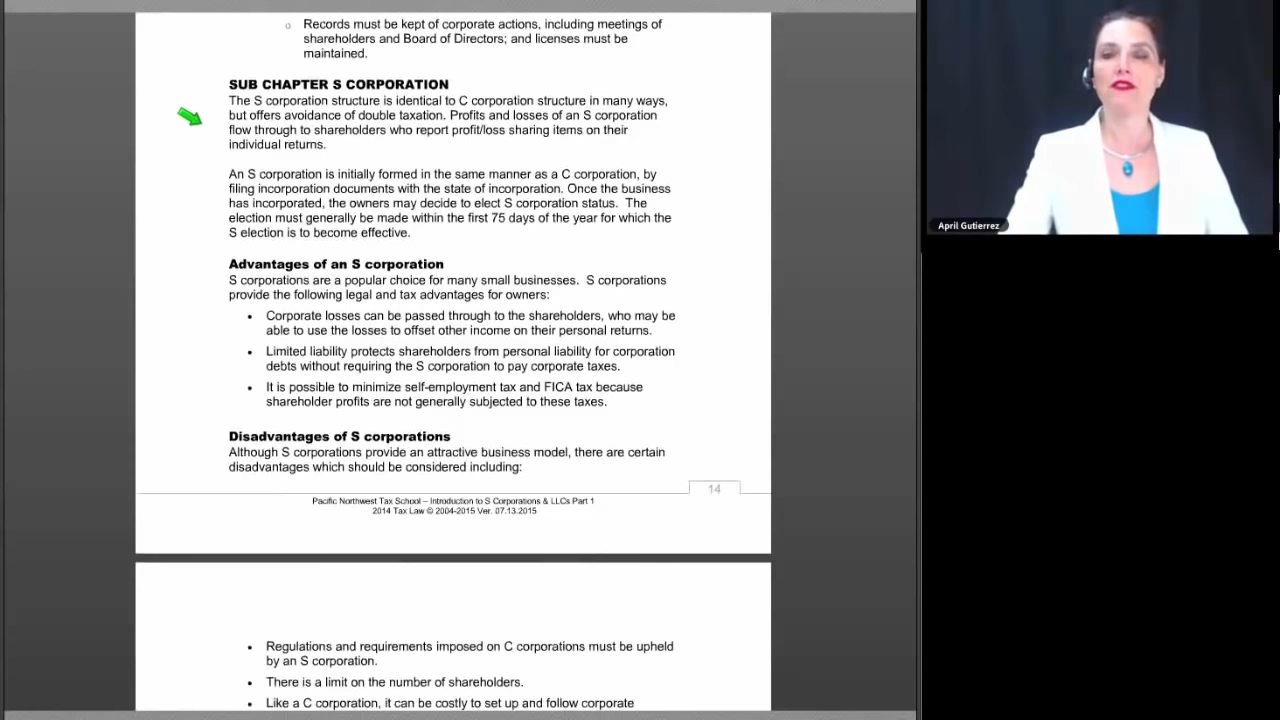 o Records must be kept of corporate actions, including meetings of
shareholders and Board of Directors; and licenses must be
maintained.
SUB CHAPTER S CORPORATION
The S corporation structure is identical to C corporation structure in many ways,
but offers avoidance of double taxation. Profits and losses of an S corporation
flow through to shareholders who report profit/loss sharing items on their
individual returns.
An S corporation is initially formed in the same manner as a C corporation, by
filing incorporation documents with the state of incorporation. Once the business
has incorporated, the owners may decide to elect S corporation status. The
election must generally be made within the first 75 days of the year for which the
S election is to become effective.
Advantages of an S corporation
S corporations are a popular choice for many small businesses. S corporations
provide the following legal and tax advantages for owners:
• Corporate losses can be passed through to the shareholders, who may be
able to use the losses to offset other income on their personal returns.
• Limited liability protects shareholders from personal liability for corporation
debts without requiring the S corporation to pay corporate taxes.
• It is possible to minimize self-employment tax and FICA tax because
shareholder profits are not generally subjected to these taxes.
Disadvantages of S corporations
Although S corporations provide an attractive business model, there are certain
disadvantages which should be considered including:
14
Pacific Northwest Tax School – Introduction to S Corporations & LLCs Part 1
2014 Tax Law © 2004-2015 Ver. 07.13.2015
• Regulations and requirements imposed on C corporations must be upheld
by an S corporation.
• There is a limit on the number of shareholders.
• Like a C corporation, it can be costly to set up and follow corporate
April Gutierrez